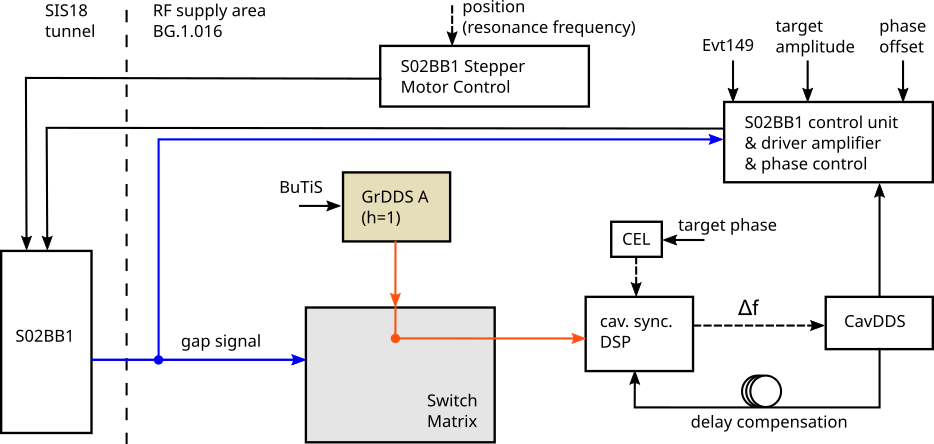 SIS18
tunnel
RF supply area
BG.1.016
position
(resonance frequency)
S02BB1 Stepper
Motor Control
Evt149
target
amplitude
phase
offset
S02BB1 control unit
& driver amplifier
& phase control
BuTiS
GrDDS A
(h=1)
CEL
target phase
S02BB1
gap signal
cav. sync.
DSP
Δf
CavDDS
Switch
Matrix
delay compensation